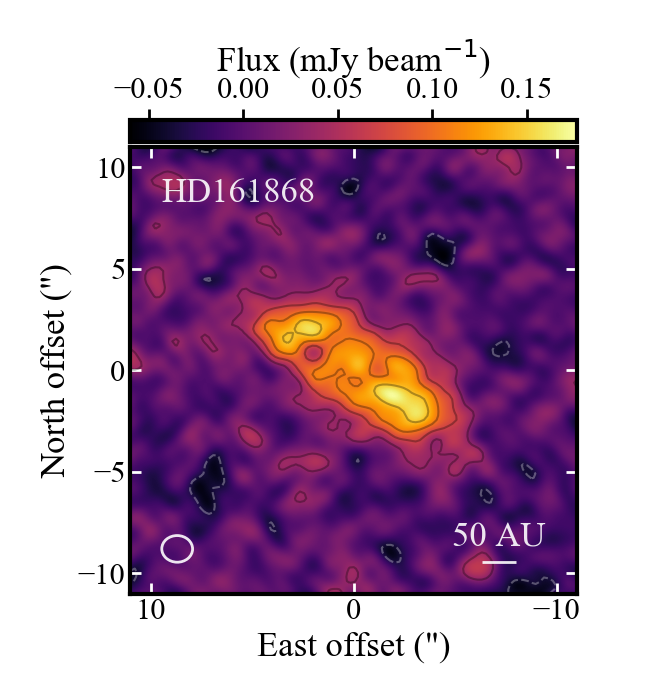 Flux (mJy beam⁻¹)
−0.05 0.00 0.05 0.10 0.15
HD161868
10
5
0
−5
−10
North offset (")
50 AU
10 0 −10
East offset (")